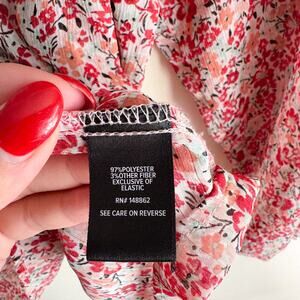 97%POLYESTER
3%OTHER FIBER
EXCLUSIVE OF
ELASTIC
RN# 148862
SEE CARE ON REVERSE